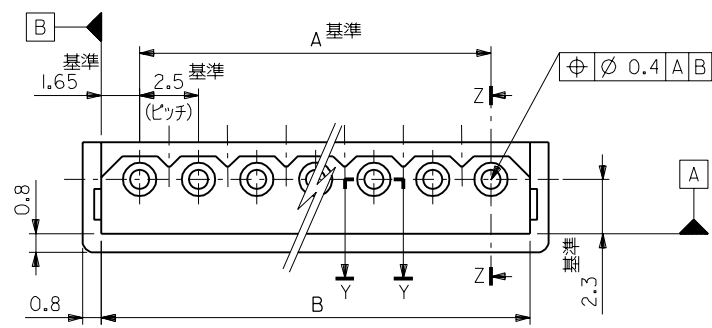 B
A 基準
基準
1.65
2.5 基準
(ピッチ)
Z
⌖ ∅ 0.4 A B
A
0.8
Z
Y Y
基準
2.3
0.8
B